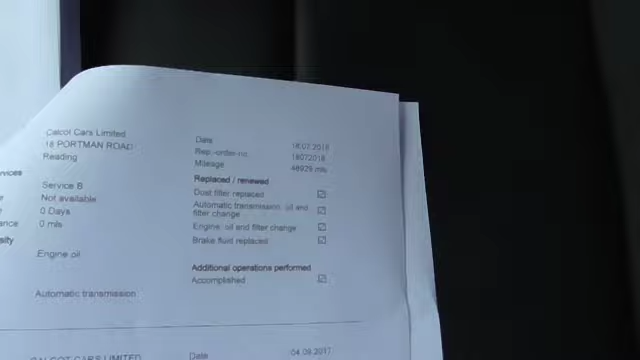 Calcot Cars Limited
18 PORTMAN ROAD
Reading
Date 18.07.2018
Rep.-order-no. 18072018
Mileage 48929 mls
Replaced / renewed
Service B
Dust filter replaced
Not available
Automatic transmission, oil and
filter change
0 Days
0 mls
Engine, oil and filter change
Brake fluid replaced
Engine oil
Additional operations performed
Accomplished
Automatic transmission
CALCOT CARS LIMITED
Date 04.09.2017